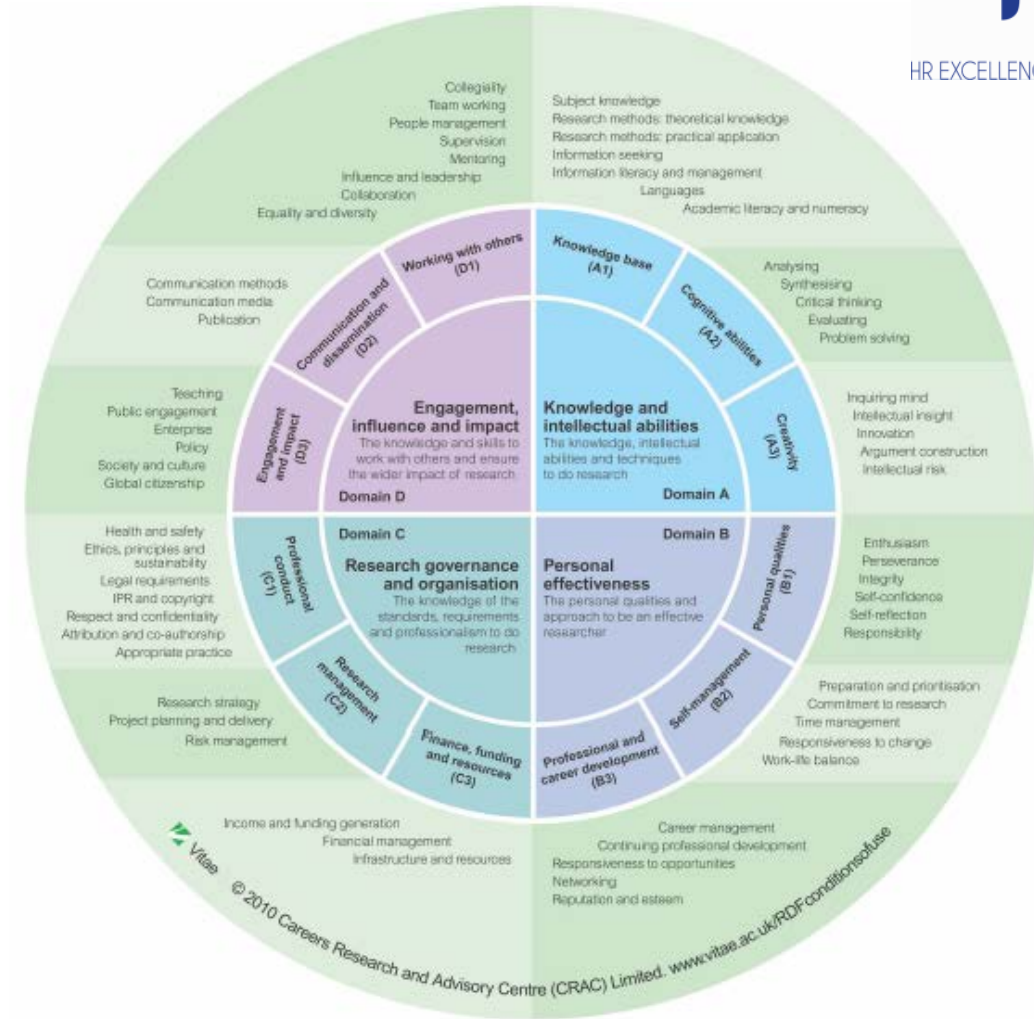 HR EXCELLEN
Collegiality
Team working
People management
Supervision
Mentoring
Influence and leadership
Collaboration
Equality and diversity
Subject knowledge
Research methods: theoretical knowledge
Research methods: practical application
Information seeking
Information literacy and management
Languages
Academic literacy and numeracy
Working with others
(D1)
Knowledge base
(A1)
Communication methods
Communication media
Publication
Communication and
dissemination
(D2)
Cognitive abilities
(A2)
Analysing
Synthesising
Critical thinking
Evaluating
Problem solving
Teaching
Public engagement
Enterprise
Policy
Society and culture
Global citizenship
Engagement
and impact
(D3)
Engagement,
influence and impact
The knowledge and skills to
work with others and ensure
the wider impact of research
Domain D
Knowledge and
intellectual abilities
The knowledge, intellectual
abilities and techniques
to do research
Domain A
Creativity
(A3)
Inquiring mind
Intellectual insight
Innovation
Argument construction
Intellectual risk
Health and safety
Ethics, principles and
sustainability
Legal requirements
IPR and copyright
Respect and confidentiality
Attribution and co-authorship
Appropriate practice
Professional
conduct
(C1)
Domain C
Research governance
and organisation
The knowledge of the
standards, requirements
and professionalism to do
research
Domain B
Personal
effectiveness
The personal qualities and
approach to be an effective
researcher
Personal qualities
(B1)
Enthusiasm
Perseverance
Integrity
Self-confidence
Self-reflection
Responsibility
Research strategy
Project planning and delivery
Risk management
Research
management
(C2)
Self-management
(B2)
Preparation and prioritisation
Commitment to research
Time management
Responsiveness to change
Work-life balance
Finance, funding
and resources
(C3)
Professional and
career development
(B3)
Income and funding generation
Financial management
Infrastructure and resources
Career management
Continuing professional development
Responsiveness to opportunities
Networking
Reputation and esteem
Vitae © 2010 Careers Research and Advisory Centre (CRAC) Limited. www.vitae.ac.uk/RDFconditionsofuse